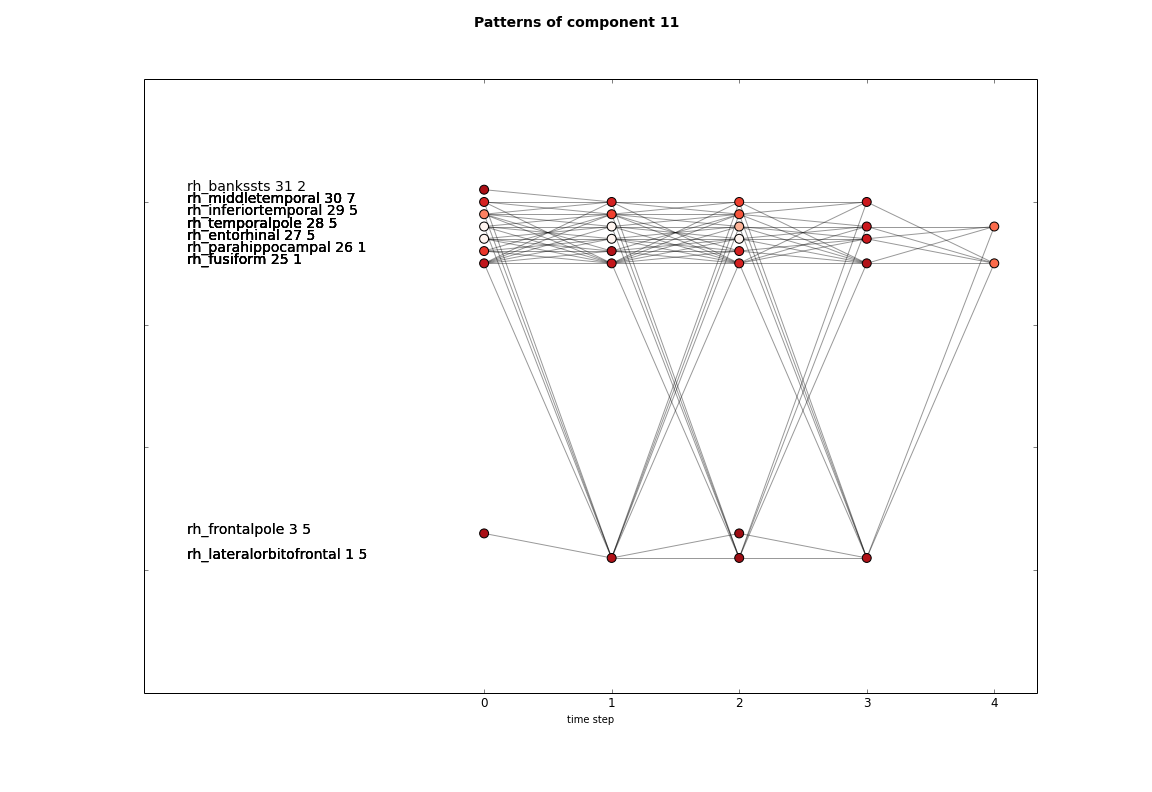 Patterns of component 11
rh_bankssts 31 2
rh_middletemporal 30 7
rh_inferiortemporal 29 5
rh_temporalpole 28 5
rh_entorhinal 27 5
rh_parahippocampal 26 1
rh_fusiform 25 1
rh_frontalpole 3 5
rh_lateralorbitofrontal 1 5
0 1 2 3 4
time step